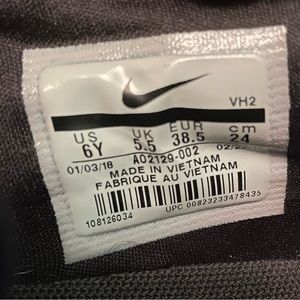 VH2
US UK EUR cm
6Y 5.5 38.5 24
01/03/18 AO2129-002
MADE IN VIETNAM
FABRIQUE AU VIETNAM
108126034
UPC 00823233478435